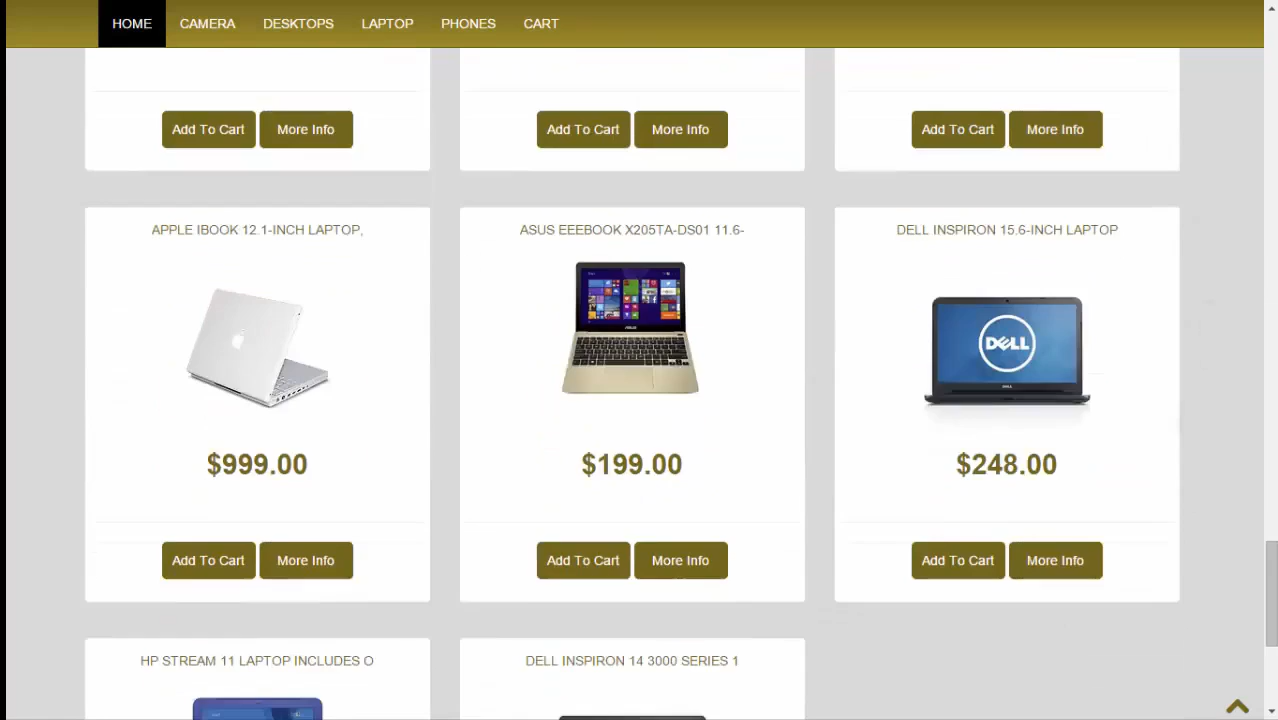 HOME CAMERA DESKTOPS LAPTOP PHONES CART
Add To Cart More Info Add To Cart More Info Add To Cart More Info
APPLE IBOOK 12.1-INCH LAPTOP, ASUS EEEBOOK X205TA-DS01 11.6- DELL INSPIRON 15.6-INCH LAPTOP
ASUS
DELL
DELL
$999.00 $199.00 $248.00
Add To Cart More Info Add To Cart More Info Add To Cart More Info
HP STREAM 11 LAPTOP INCLUDES O DELL INSPIRON 14 3000 SERIES 1